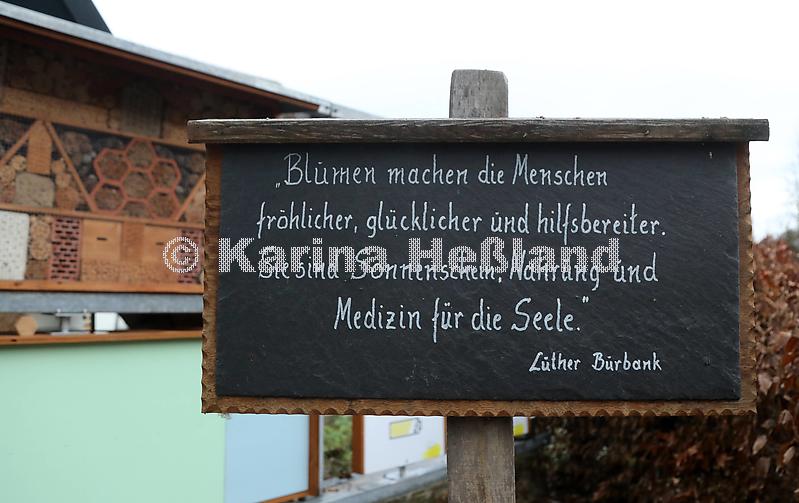 „Blumen machen die Menschen
fröhlicher, glücklicher und hilfsbereiter.
© Karina Heßland
Sie sind Sonnenschein, Nahrung und
Medizin für die Seele."
Luther Burbank